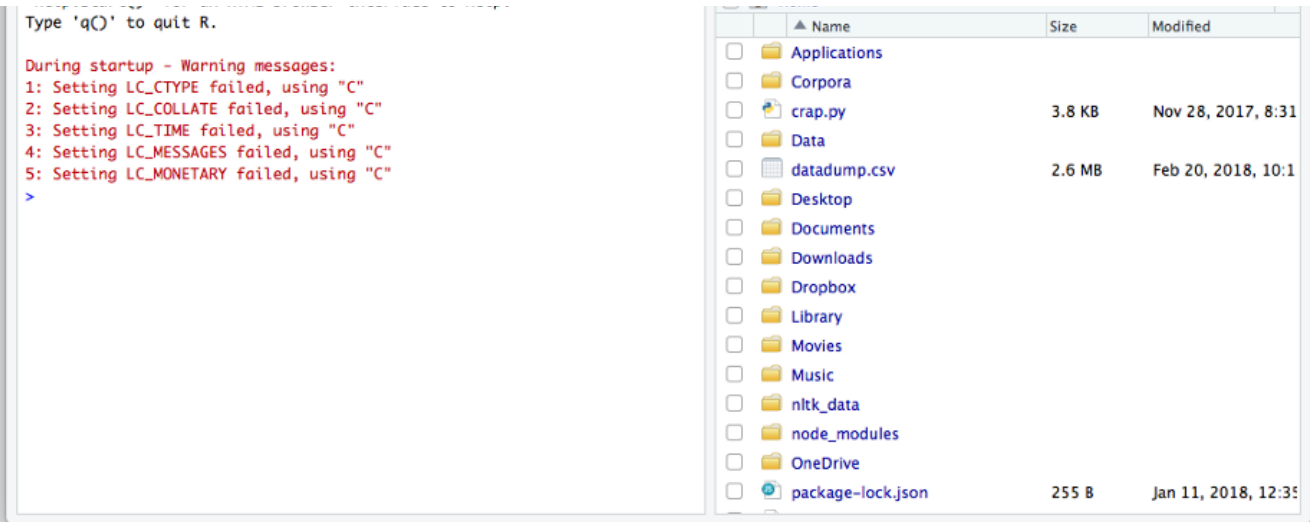 Type 'q()' to quit R.
During startup - Warning messages:
1: Setting LC_CTYPE failed, using "C"
2: Setting LC_COLLATE failed, using "C"
3: Setting LC_TIME failed, using "C"
4: Setting LC_MESSAGES failed, using "C"
5: Setting LC_MONETARY failed, using "C"
>
Name Size Modified
Applications
Corpora
crap.py 3.8 KB Nov 28, 2017, 8:31
Data
datadump.csv 2.6 MB Feb 20, 2018, 10:1
Desktop
Documents
Downloads
Dropbox
Library
Movies
Music
nltk_data
node_modules
OneDrive
package-lock.json 255 B Jan 11, 2018, 12:35